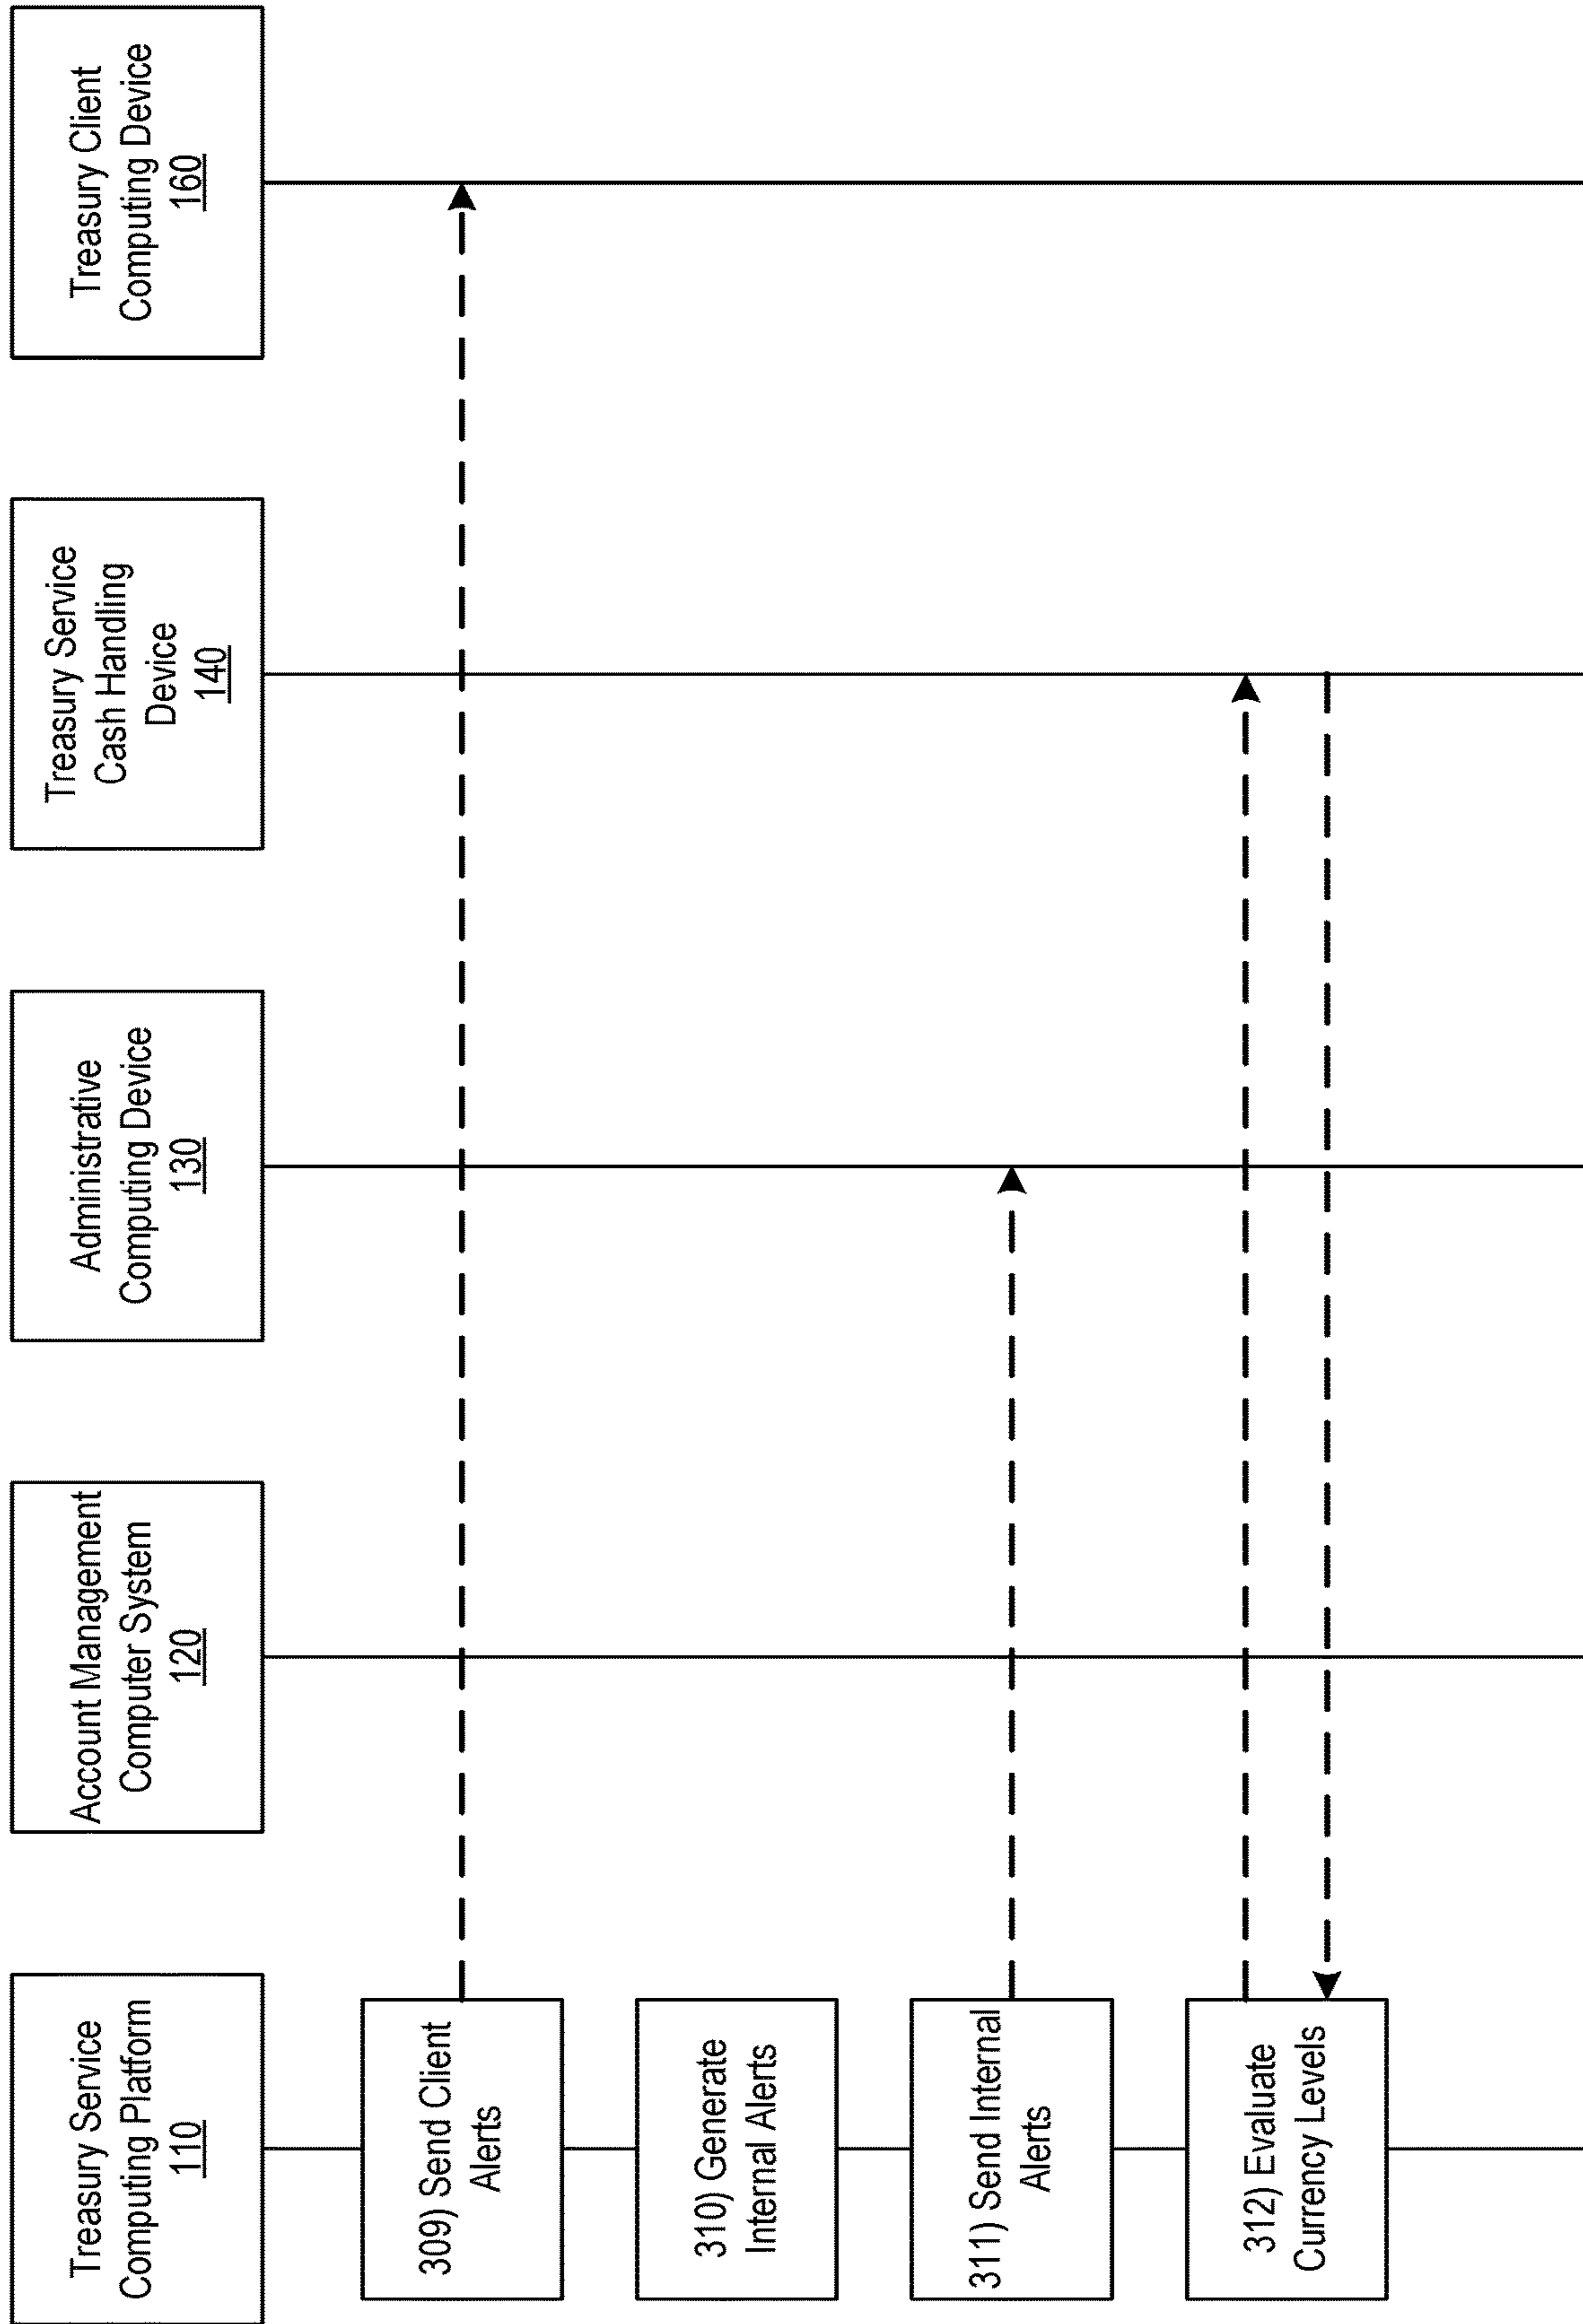 Treasury Service
Computing Platform
110
Account Management
Computer System
120
Administrative
Computing Device
130
Treasury Service
Cash Handling
Device
140
Treasury Client
Computing Device
160
309) Send Client
Alerts
310) Generate
Internal Alerts
311) Send Internal
Alerts
312) Evaluate
Currency Levels